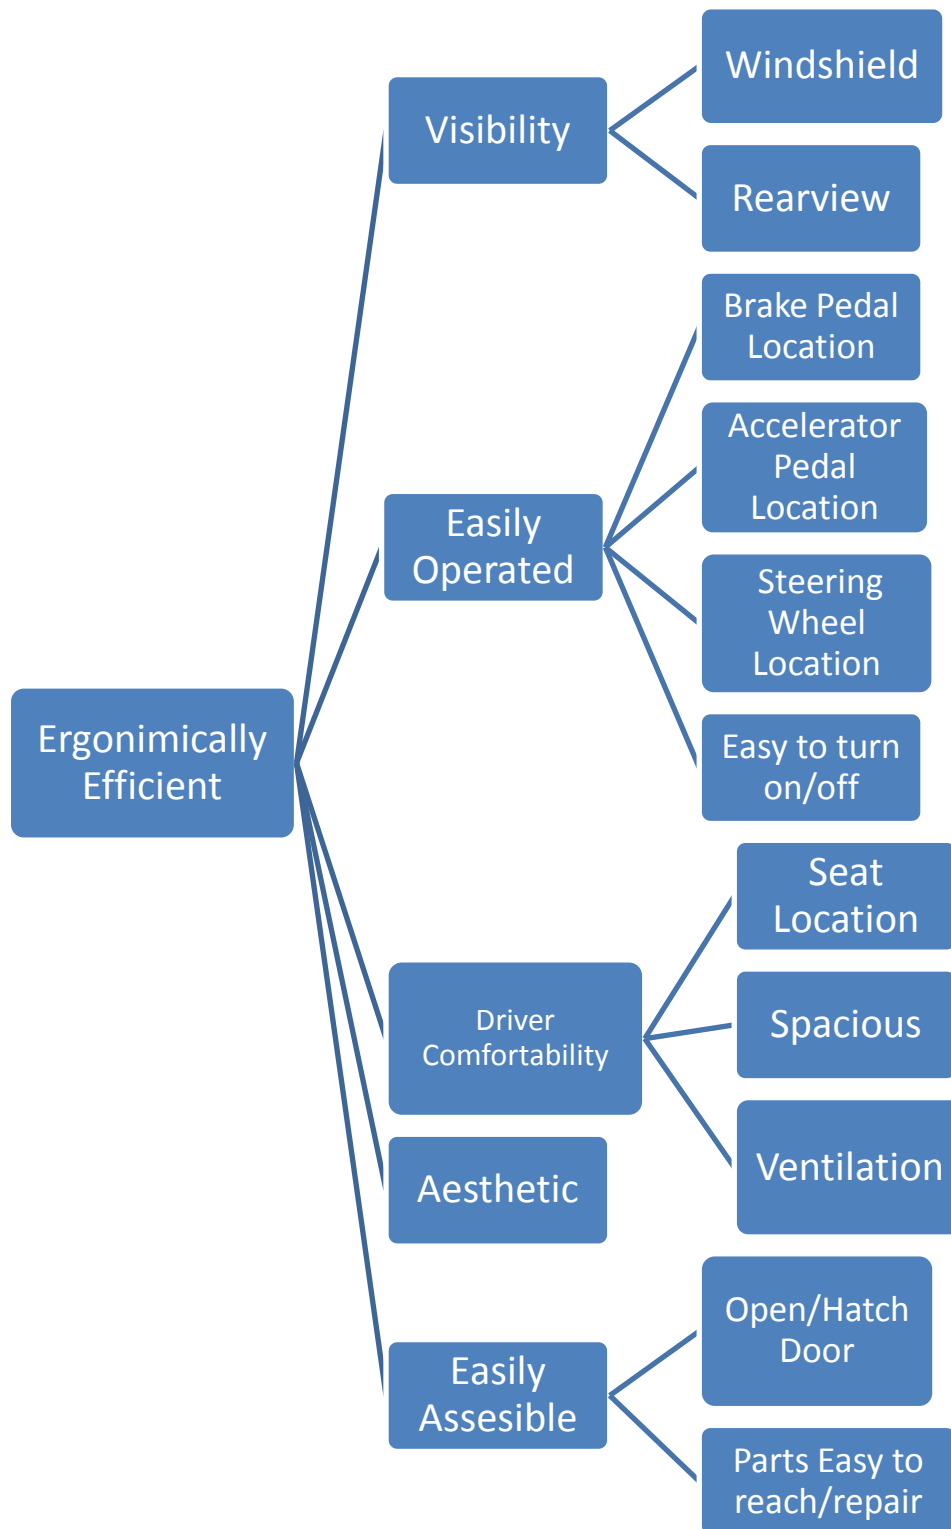 Windshield
Visibility
Rearview
Brake Pedal
Location
Accelerator
Pedal
Location
Easily
Operated
Steering
Wheel
Location
Ergonimically
Efficient
Easy to turn
on/off
Seat
Location
Driver
Comfortability
Spacious
Ventilation
Aesthetic
Open/Hatch
Door
Easily
Assesible
Parts Easy to
reach/repair